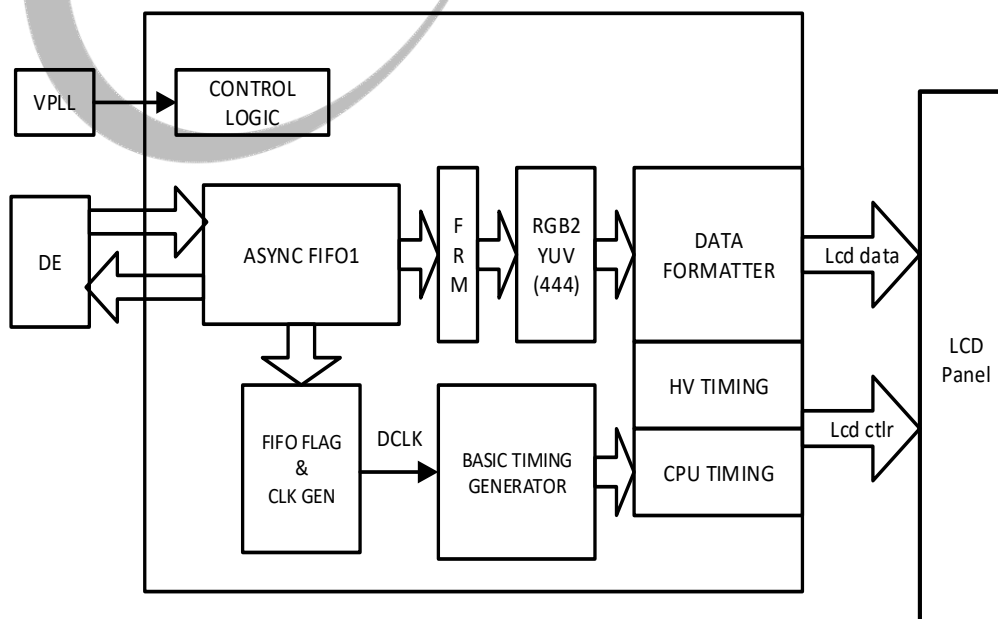 VPLL
CONTROL
LOGIC
DE
ASYNC FIFO1
F
R
M
RGB2
YUV
(444)
DATA
FORMATTER
Lcd data
LCD
Panel
HV TIMING
Lcd ctlr
CPU TIMING
FIFO FLAG
&
CLK GEN
DCLK
BASIC TIMING
GENERATOR